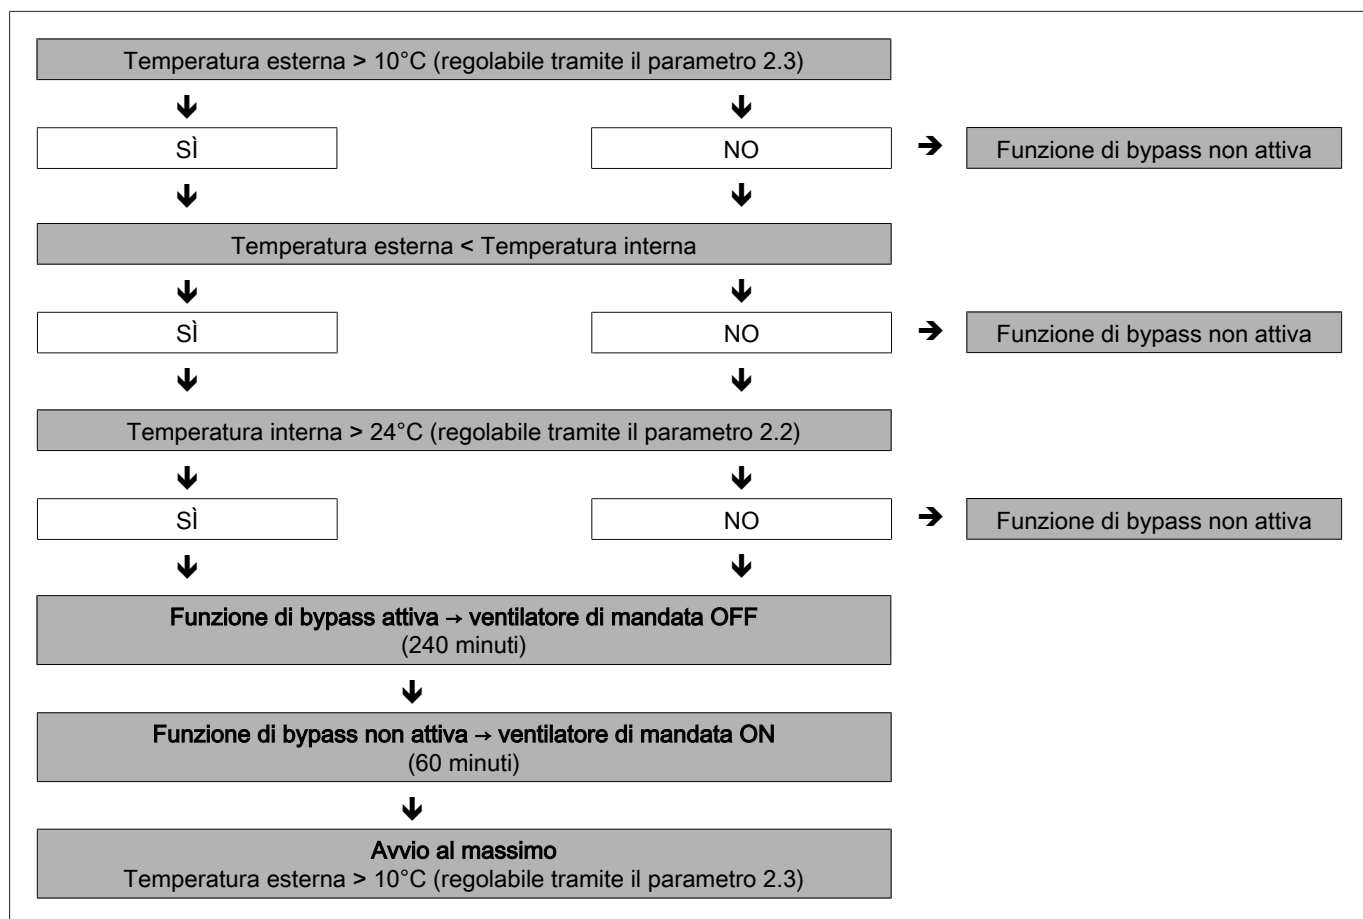 Temperatura esterna > 10°C (regolabile tramite il parametro 2.3)
SÌ
NO
Funzione di bypass non attiva
Temperatura esterna < Temperatura interna
SÌ
NO
Funzione di bypass non attiva
Temperatura interna > 24°C (regolabile tramite il parametro 2.2)
SÌ
NO
Funzione di bypass non attiva
Funzione di bypass attiva → ventilatore di mandata OFF
(240 minuti)
Funzione di bypass non attiva → ventilatore di mandata ON
(60 minuti)
Avvio al massimo
Temperatura esterna > 10°C (regolabile tramite il parametro 2.3)